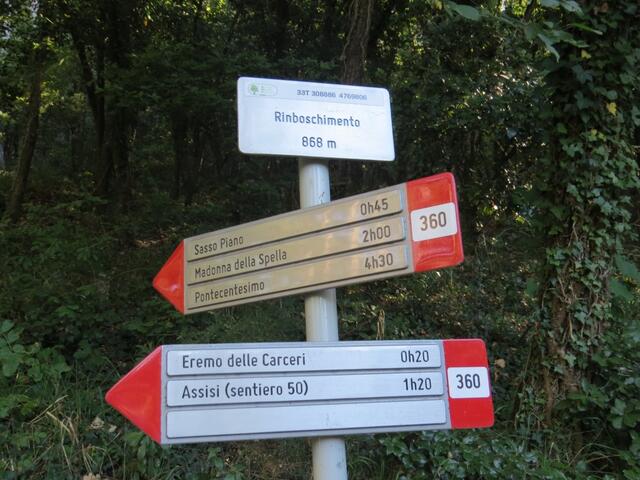 33T 308886 4769806
Rinboschimento
868 m
Sasso Piano 0h45
Madonna della Spella 2h00
Pontecentesimo 4h30
360
Eremo delle Carceri 0h20
Assisi (sentiero 50) 1h20
360